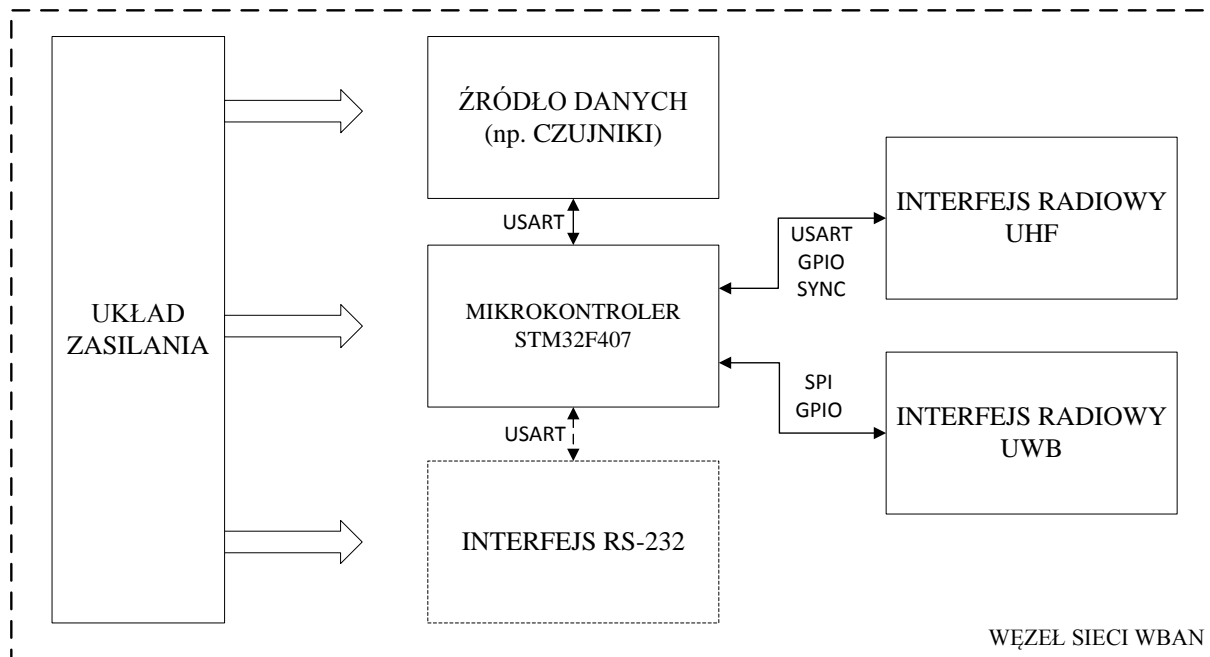 UKŁAD
ZASILANIA
ŹRÓDŁO DANYCH
(np. CZUJNIKI)
USART
MIKROKONTROLER
STM32F407
USART
INTERFEJS RS-232
USART
GPIO
SYNC
INTERFEJS RADIOWY
UHF
SPI
GPIO
INTERFEJS RADIOWY
UWB
WĘZEŁ SIECI WBAN